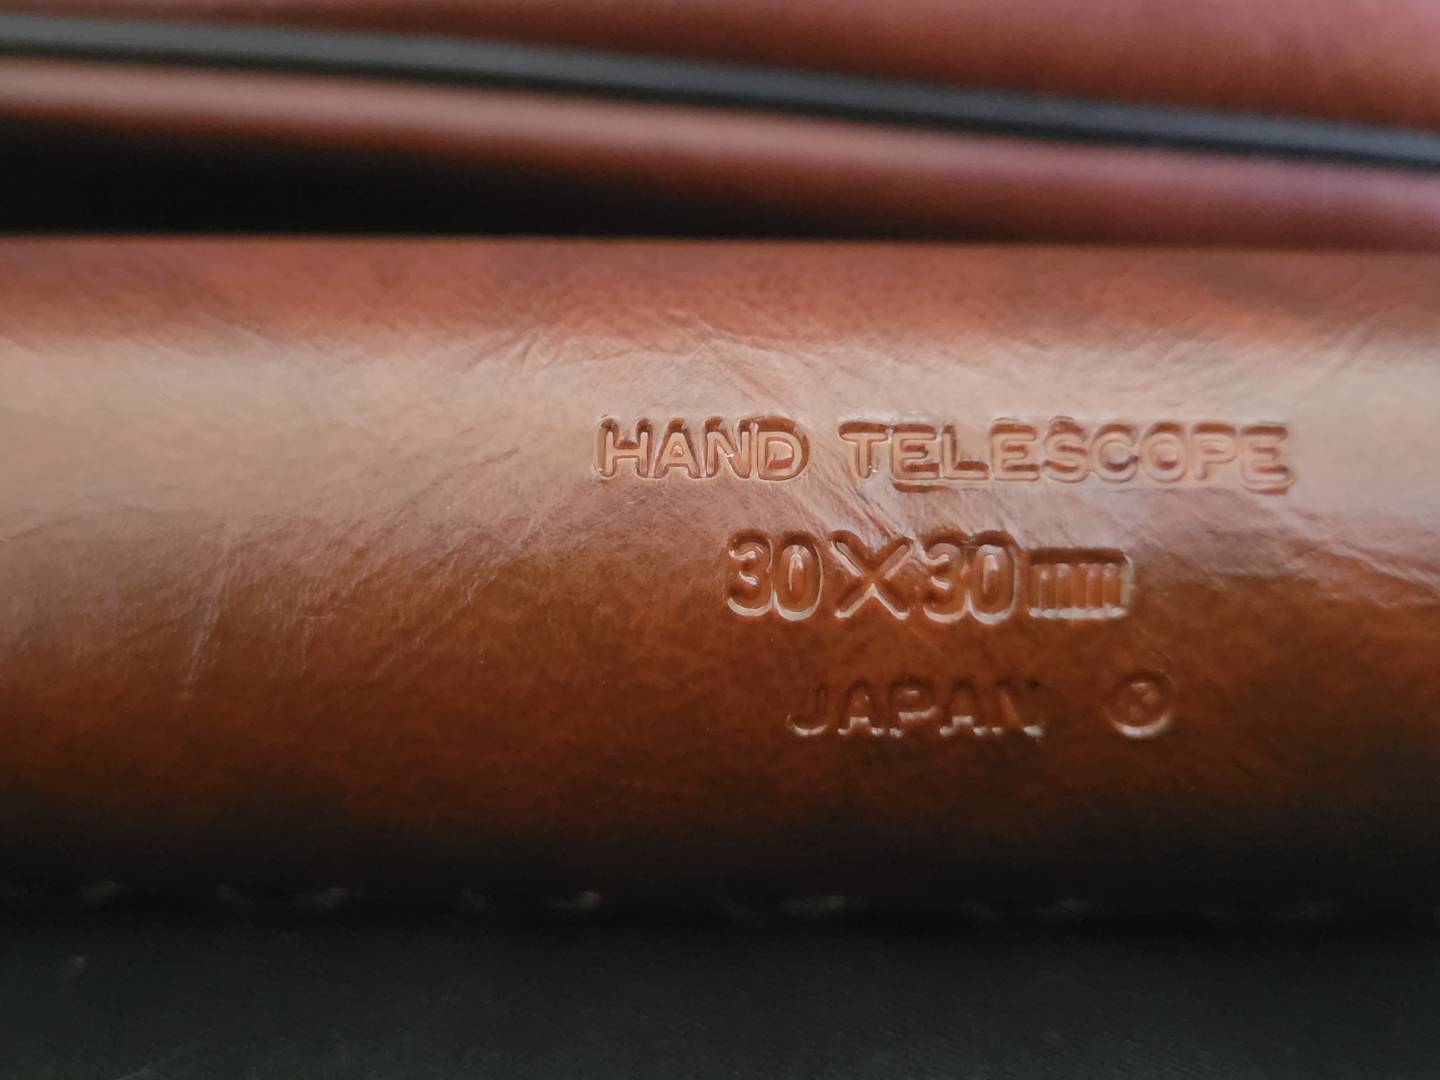 HAND TELESCOPE
30X30mm
JAPAN ®